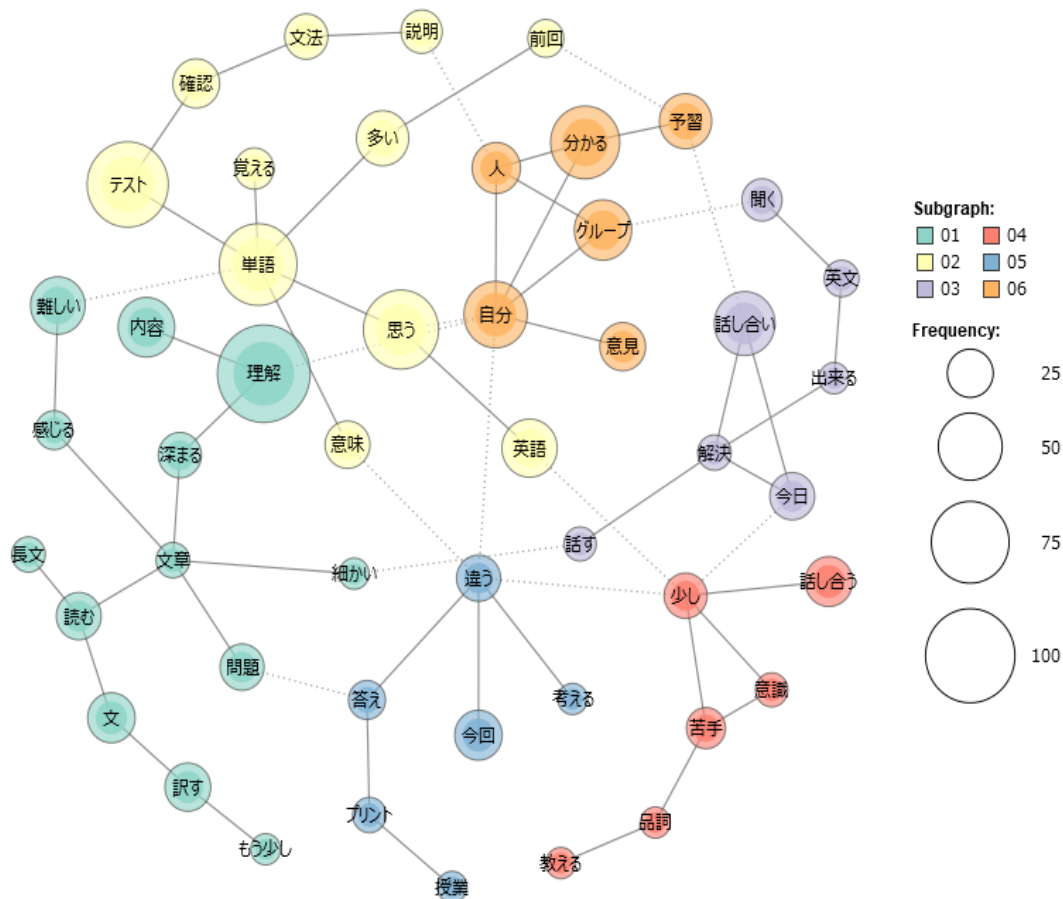 文法
説明
前回
確認
多い
分かる
予習
覚える
人
テスト
聞く
グループ
単語
英文
難しい
内容
思う
自分
話し合い
意見
理解
出来る
感じる
深まる
意味
英語
解決
今日
長文
文章
細かい
話す
違う
少し
話し合う
読む
問題
答え
考える
意識
文
今回
苦手
訳す
プリント
品詞
もう少し
教える
授業
Subgraph:
01
04
02
05
03
06
Frequency:
25
50
75
100